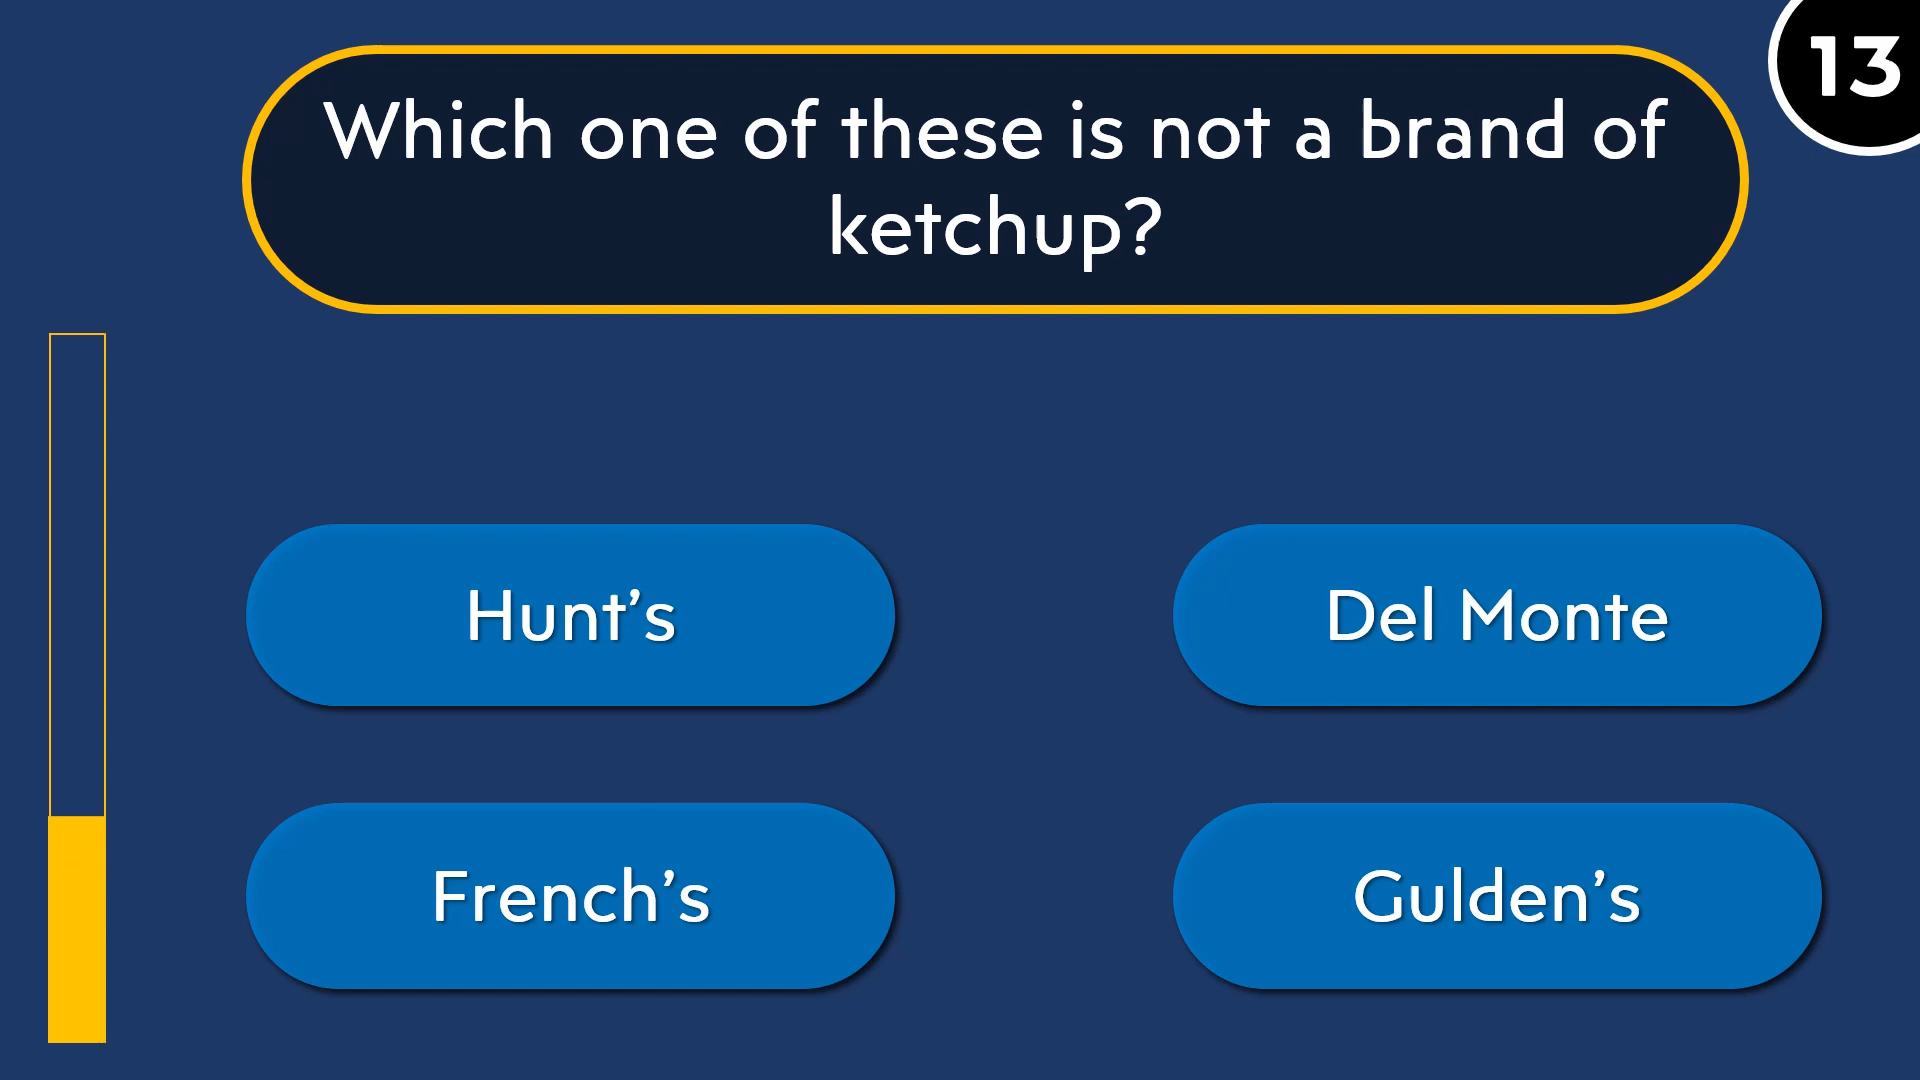 13
Which one of these is not a brand of
ketchup?
Hunt’s
Del Monte
French’s
Gulden’s